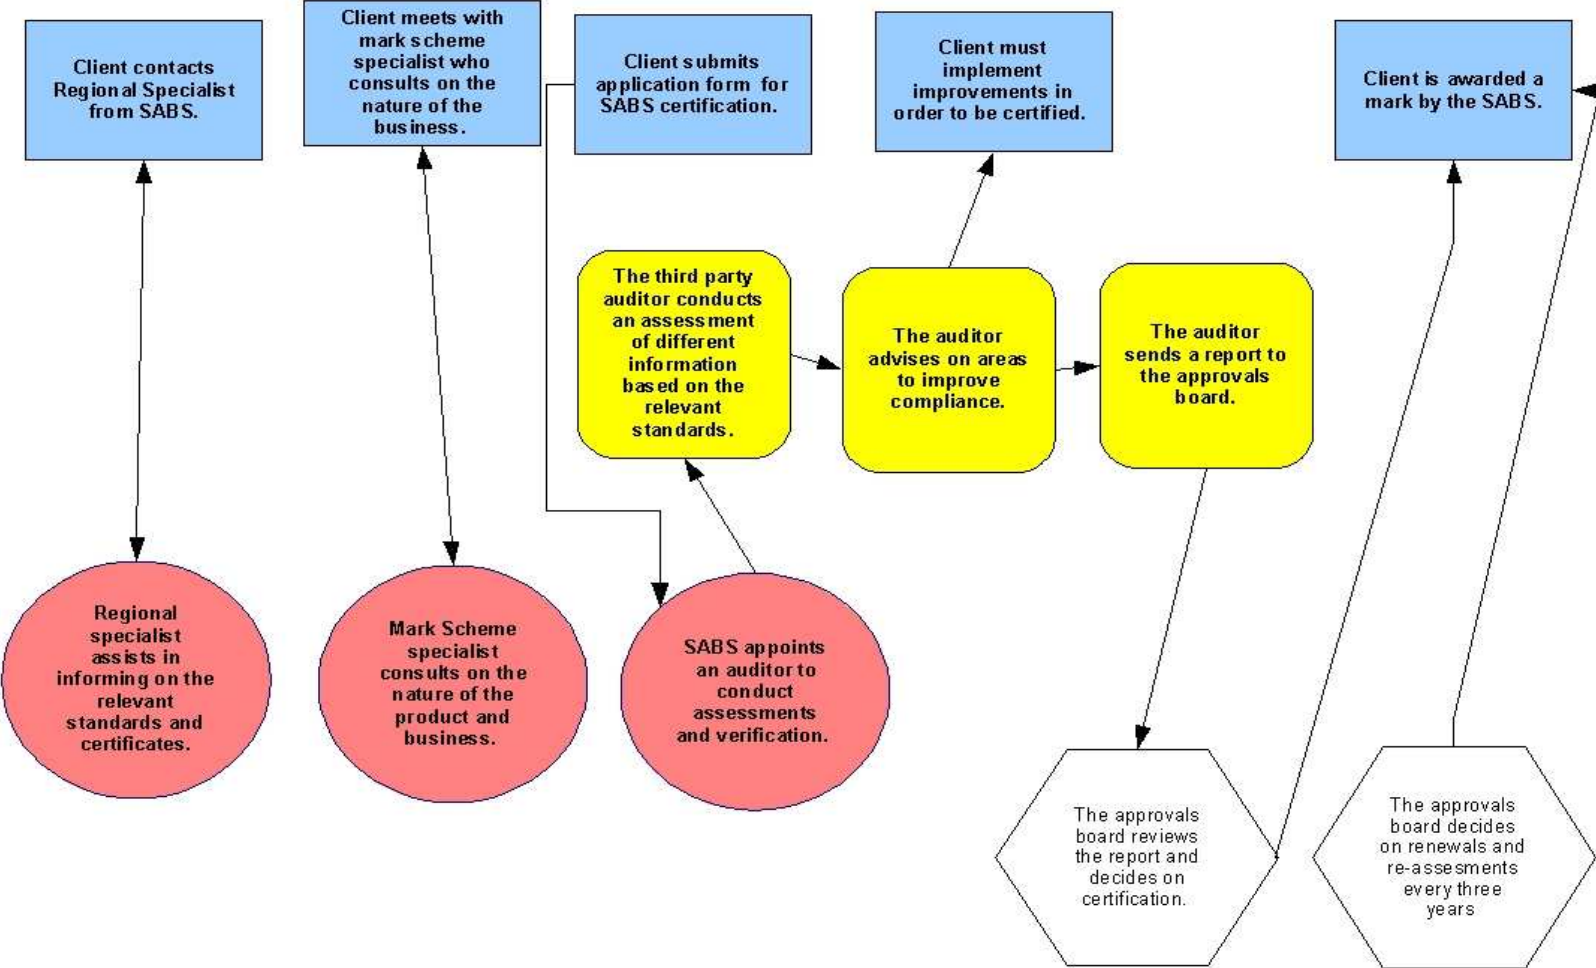 Client contacts
Regional Specialist
from SABS.
Client meets with
mark scheme
specialist who
consults on the
nature of the
business.
Client submits
application form for
SABS certification.
Client must
implement
improvements in
order to be certified.
Client is awarded a
mark by the SABS.
The third party
auditor conducts
an assessment
of different
information
based on the
relevant
standards.
The auditor
advises on areas
to improve
compliance.
The auditor
sends a report to
the approvals
board.
Regional
specialist
assists in
informing on the
relevant
standards and
certificates.
Mark Scheme
specialist
consults on the
nature of the
product and
business.
SABS appoints
an auditor to
conduct
assessments
and verification.
The approvals
board reviews
the report and
decides on
certification.
The approvals
board decides
on renewals and
re-assesments
every three
years